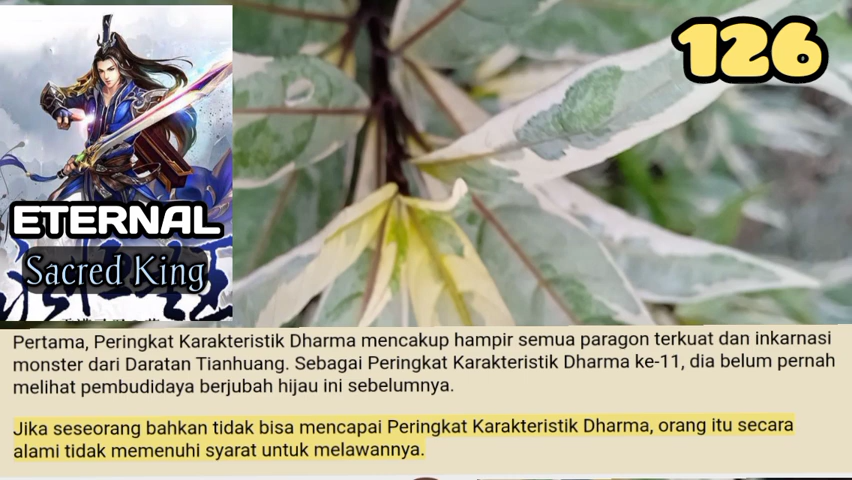 126
ETERNAL
Sacred King
Pertama, Peringkat Karakteristik Dharma mencakup hampir semua paragon terkuat dan inkarnasi
monster dari Daratan Tianhuang. Sebagai Peringkat Karakteristik Dharma ke-11, dia belum pernah
melihat pembudidaya berjubah hijau ini sebelumnya.
Jika seseorang bahkan tidak bisa mencapai Peringkat Karakteristik Dharma, orang itu secara
alami tidak memenuhi syarat untuk melawannya.